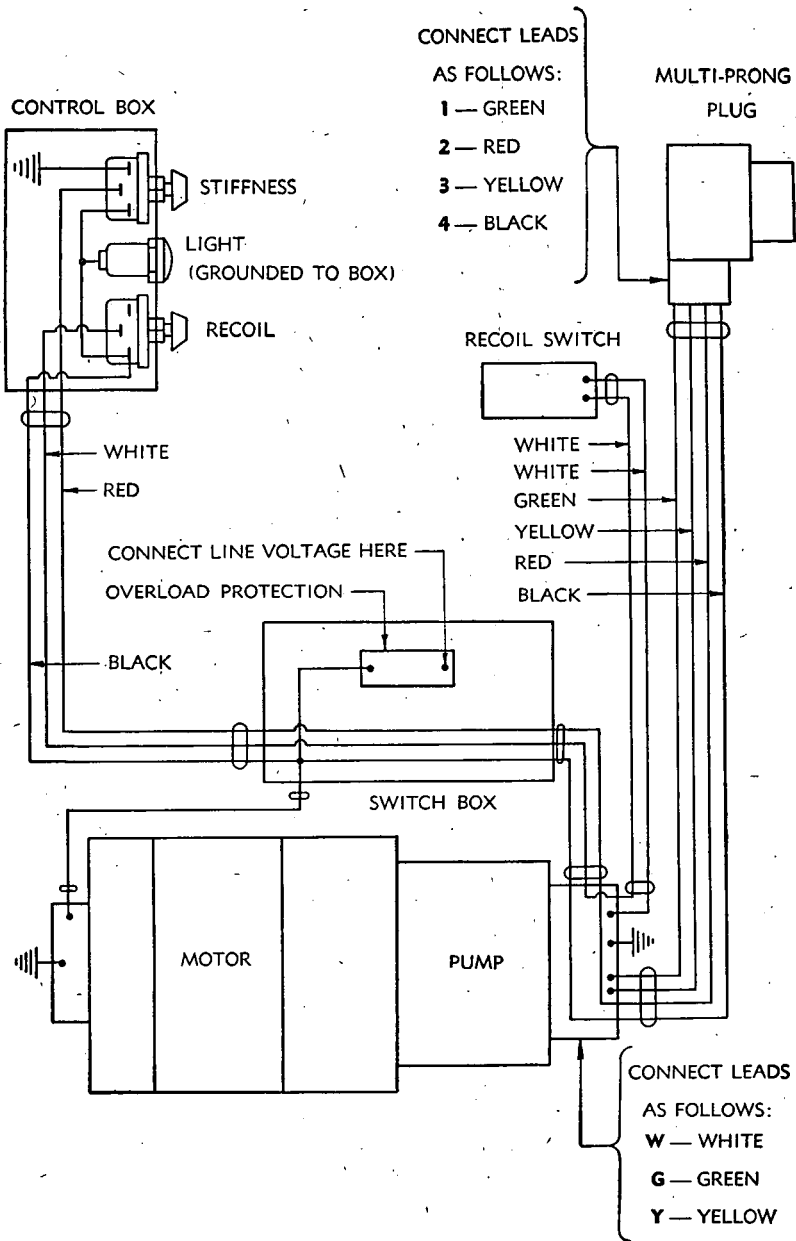 CONNECT LEADS
AS FOLLOWS:
1 — GREEN
2 — RED
3 — YELLOW
4 — BLACK
MULTI-PRONG
PLUG
CONTROL BOX
STIFFNESS
LIGHT
(GROUNDED TO BOX)
RECOIL
RECOIL SWITCH
WHITE
RED
WHITE
WHITE
GREEN
YELLOW
RED
BLACK
CONNECT LINE VOLTAGE HERE
OVERLOAD PROTECTION
BLACK
SWITCH BOX
MOTOR
PUMP
CONNECT LEADS
AS FOLLOWS:
W — WHITE
G — GREEN
Y — YELLOW